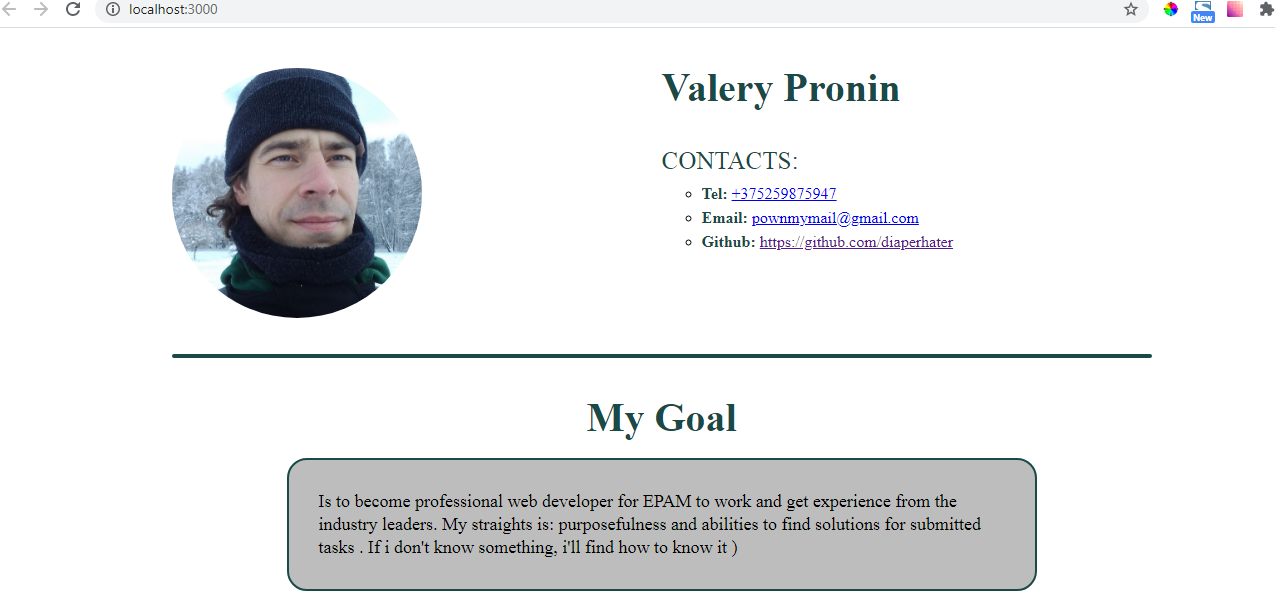 localhost:3000
New
Valery Pronin
CONTACTS:
Tel: +375259875947
Email: pownmymail@gmail.com
Github: https://github.com/diaperhater
My Goal
Is to become professional web developer for EPAM to work and get experience from the
industry leaders. My straights is: purposefulness and abilities to find solutions for submitted
tasks . If i don't know something, i'll find how to know it )